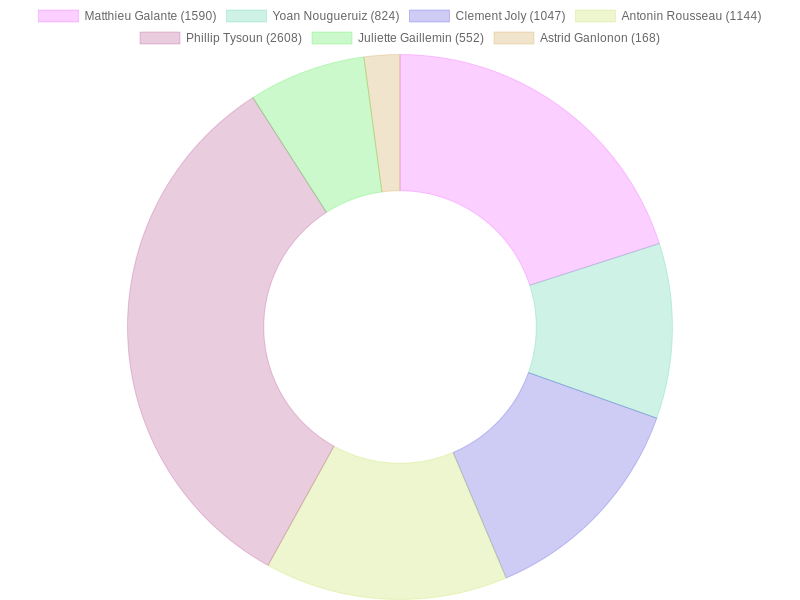 Matthieu Galante (1590) Yoan Nougueruiz (824) Clement Joly (1047) Antonin Rousseau (1144)
Phillip Tysoun (2608) Juliette Gaillemin (552) Astrid Ganlonon (168)